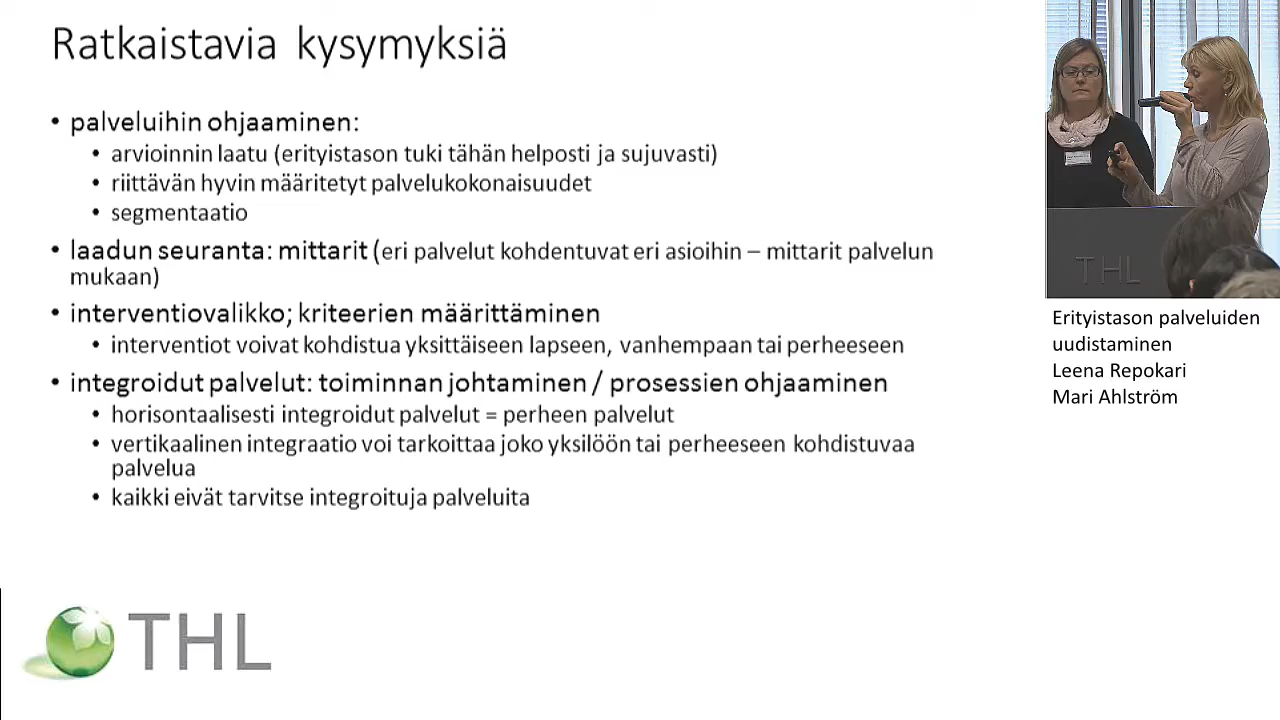 Ratkaistavia kysymyksiä
• palveluihin ohjaaminen:
• arvioinnin laatu (erityistason tuki tähän helposti ja sujuvasti)
• riittävän hyvin määritetyt palvelukokonaisuudet
• segmentaatio
• laadun seuranta: mittarit (eri palvelut kohdentuvat eri asioihin – mittarit palvelun
mukaan)
• interventiovalikko; kriteerien määrittäminen
• interventiot voivat kohdistua yksittäiseen lapseen, vanhempaan tai perheeseen
• integroidut palvelut: toiminnan johtaminen / prosessien ohjaaminen
• horisontaalisesti integroidut palvelut = perheen palvelut
• vertikaalinen integraatio voi tarkoittaa joko yksilöön tai perheeseen kohdistuvaa
palvelua
• kaikki eivät tarvitse integroituja palveluita
THL
THL
Erityistason palveluiden
uudistaminen
Leena Repokari
Mari Ahlström